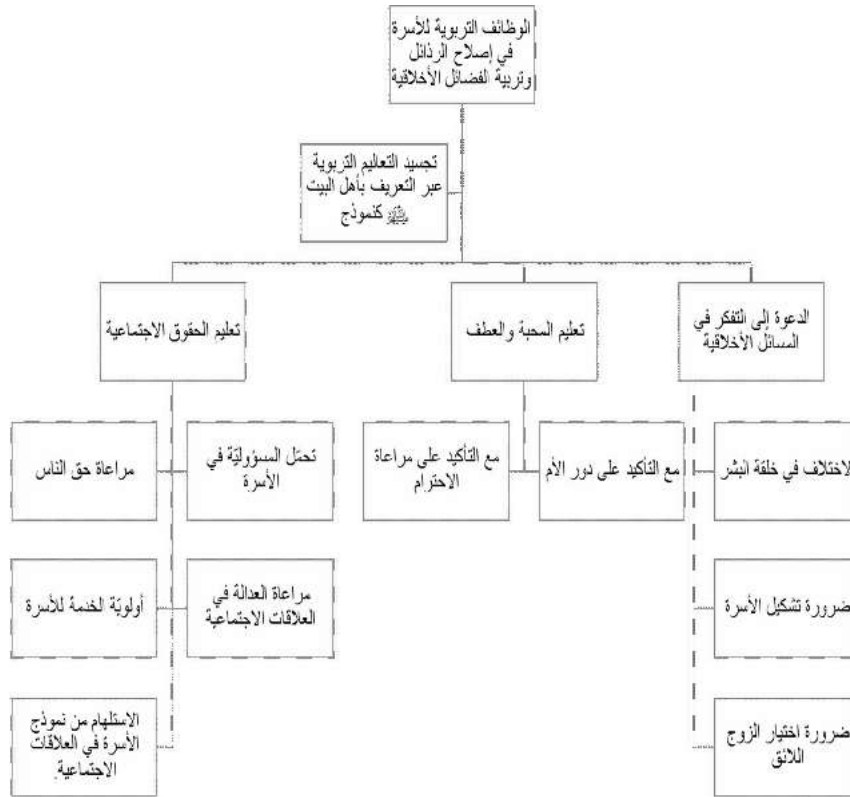 الوظائف التربوية للأسرة
في إصلاح الرذائل
وتربية الفضائل الأخلاقية
تجسيد التعاليم التربوية
عبر التعريف بأهل البيت
كنموذج
الدعوة إلى التفكر في
المسائل الأخلاقية
تعليم المحبة والعطف
تعليم الحقوق الاجتماعية
لاختلاف في خلقة البشر
مع التأكيد على دور الأم
مع التأكيد على مراعاة
الاحترام
تحمّل المسؤوليّة في
الأسرة
مراعاة حق الناس
ضرورة تشكيل الأسرة
مراعاة العدالة في
العلاقات الاجتماعية
أولويّة الخدمة للأسرة
ضرورة اختيار الزوج
اللائق
الاستلهام من نموذج
الأسرة في العلاقات
الاجتماعية.